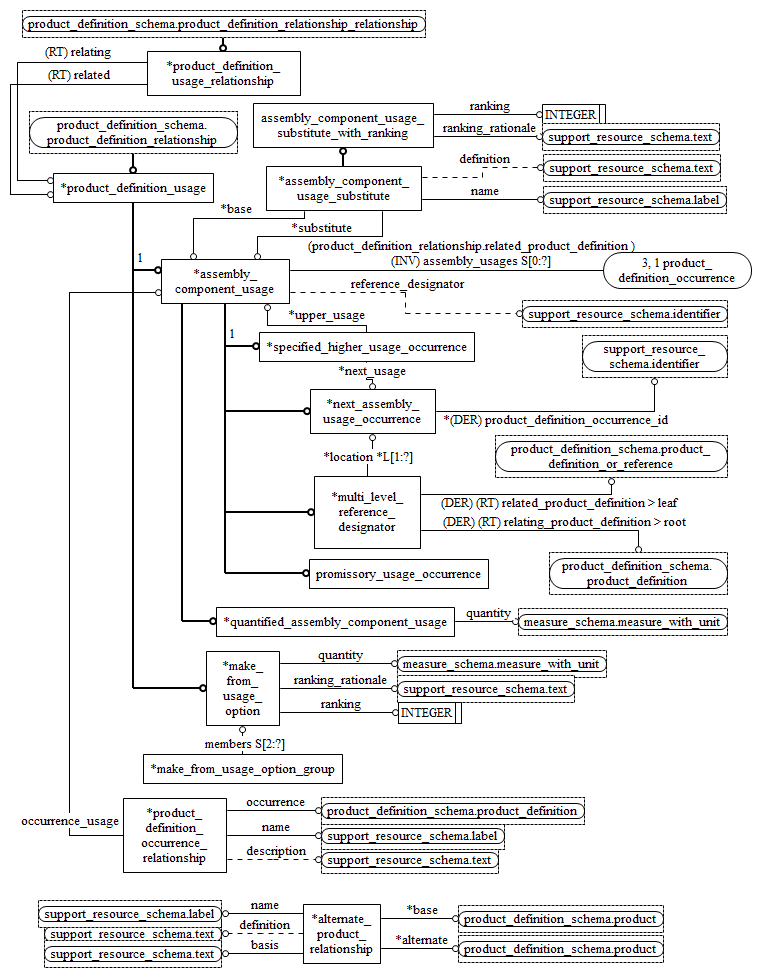 product_definition_schema.product_definition_relationship_relationship
(RT) relating
(RT) related
*product_definition_
usage_relationship
product_definition_schema.
product_definition_relationship
assembly_component_usage_
substitute_with_ranking
ranking
INTEGER
ranking_rationale
support_resource_schema.text
definition
support_resource_schema.text
*product_definition_usage
*assembly_component_
usage_substitute
name
support_resource_schema.label
*base
*substitute
(product_definition_relationship.related_product_definition )
(INV) assembly_usages S[0:?]
1
*assembly_
component_usage
3, 1 product_
definition_occurrence
reference_designator
support_resource_schema.identifier
*upper_usage
1
*specified_higher_usage_occurrence
support_resource_
schema.identifier
*next_usage
*next_assembly_
usage_occurrence
*(DER) product_definition_occurrence_id
*location *L[1:?]
product_definition_schema.product_
definition_or_reference
*multi_level_
reference_
designator
(DER) (RT) related_product_definition > leaf
(DER) (RT) relating_product_definition > root
promissory_usage_occurrence
product_definition_schema.
product_definition
*quantified_assembly_component_usage
quantity
measure_schema.measure_with_unit
*make_
from_
usage_
option
quantity
measure_schema.measure_with_unit
ranking_rationale
support_resource_schema.text
ranking
INTEGER
members S[2:?]
*make_from_usage_option_group
occurrence_usage
*product_
definition_
occurrence_
relationship
occurrence
product_definition_schema.product_definition
name
support_resource_schema.label
description
support_resource_schema.text
name
support_resource_schema.label
definition
support_resource_schema.text
basis
support_resource_schema.text
*alternate_
product_
relationship
*base
product_definition_schema.product
*alternate
product_definition_schema.product